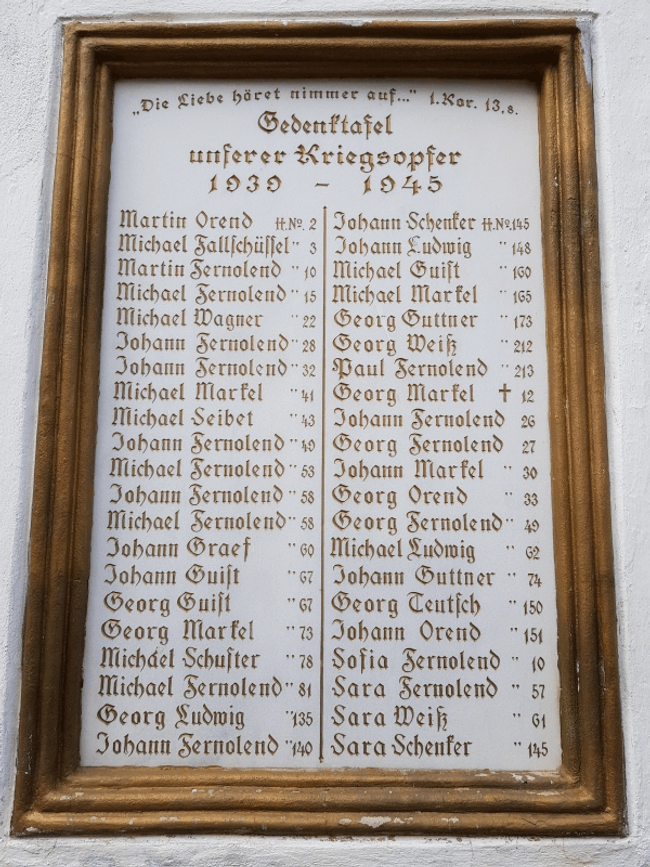 „Die Liebe höret nimmer auf..." 1. Kor. 13,8.
Gedenktafel
unserer Kriegsopfer
1939 - 1945
Martin Orend H.No. 2
Michael Fallschüssel " 3
Martin Fernolend " 10
Michael Fernolend " 15
Michael Wagner " 22
Johann Fernolend " 28
Johann Fernolend " 32
Michael Markel " 41
Michael Seibet " 43
Johann Fernolend " 49
Michael Fernolend " 53
Johann Fernolend " 58
Michael Fernolend " 58
Johann Graef " 60
Johann Guist " 67
Georg Guist " 67
Georg Markel " 73
Michael Schuster " 78
Michael Fernolend " 81
Georg Ludwig " 135
Johann Fernolend " 140
Johann Schenker H.No. 145
Johann Ludwig " 148
Michael Guist " 160
Michael Markel " 165
Georg Guttner " 173
Georg Weiß " 212
Paul Fernolend " 213
Georg Markel † 12
Johann Fernolend 26
Georg Fernolend 27
Johann Markel " 30
Georg Orend " 33
Georg Fernolend " 49
Michael Ludwig " 62
Johann Guttner " 74
Georg Teutsch " 150
Johann Orend " 151
Sofia Fernolend " 10
Sara Fernolend " 57
Sara Weiß " 61
Sara Schenker " 145